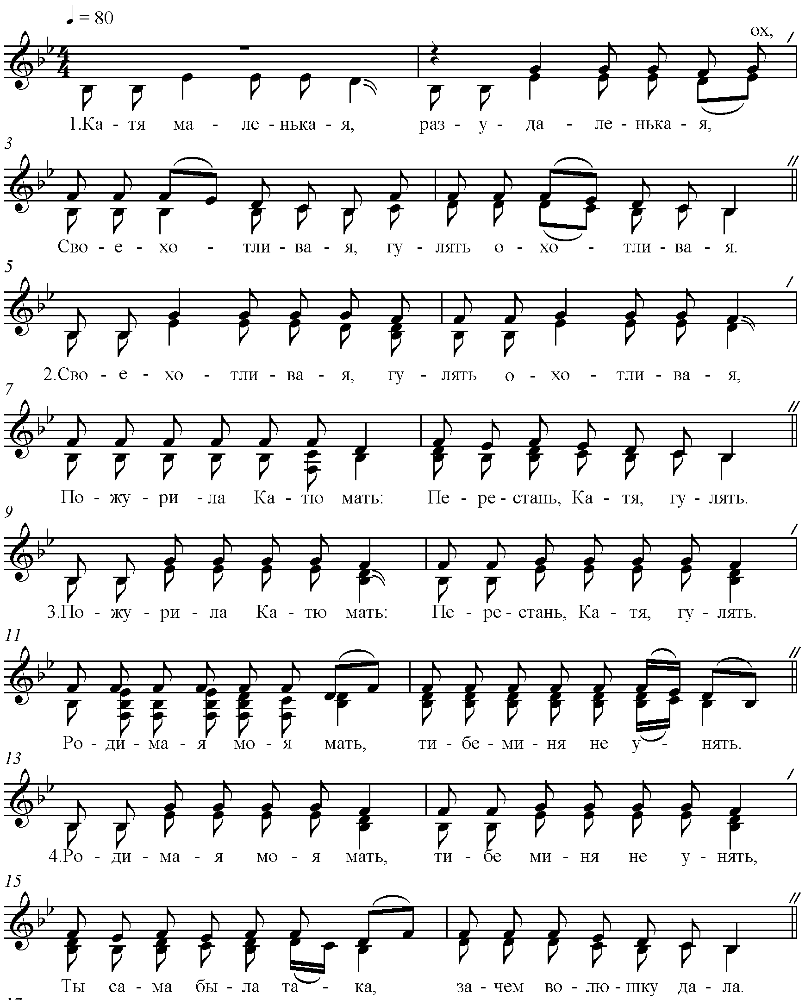 ♩ = 80
ох,
1.Ка - тя ма - ле - нька - я, раз - у - да - ле - нька - я,
3
Сво - е - хо - тли - ва - я, гу - лять о - хо - тли - ва - я.
5
2.Сво - е - хо - тли - ва - я, гу - лять о - хо - тли - ва - я,
7
По - жу - ри - ла Ка - тю мать: Пе - ре - стань, Ка - тя, гу - лять.
9
3.По - жу - ри - ла Ка - тю мать: Пе - ре - стань, Ка - тя, гу - лять.
11
Ро - ди - ма - я мо - я мать, ти - бе - ми - ня не у - нять.
13
4.Ро - ди - ма - я мо - я мать, ти - бе ми - ня не у - нять,
15
Ты са - ма бы - ла та - ка, за - чем во - лю - шку да - ла.